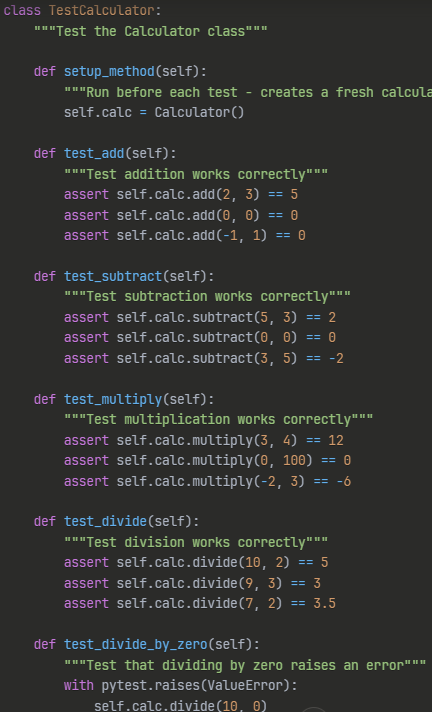 class TestCalculator:
    """Test the Calculator class"""

    def setup_method(self):
        """Run before each test - creates a fresh
        self.calc = Calculator()

    def test_add(self):
        """Test addition works correctly"""
        assert self.calc.add(2, 3) == 5
        assert self.calc.add(0, 0) == 0
        assert self.calc.add(-1, 1) == 0

    def test_subtract(self):
        """Test subtraction works correctly"""
        assert self.calc.subtract(5, 3) == 2
        assert self.calc.subtract(0, 0) == 0
        assert self.calc.subtract(3, 5) == -2

    def test_multiply(self):
        """Test multiplication works correctly"""
        assert self.calc.multiply(3, 4) == 12
        assert self.calc.multiply(0, 100) == 0
        assert self.calc.multiply(-2, 3) == -6

    def test_divide(self):
        """Test division works correctly"""
        assert self.calc.divide(10, 2) == 5
        assert self.calc.divide(9, 3) == 3
        assert self.calc.divide(7, 2) == 3.5

    def test_divide_by_zero(self):
        """Test that dividing by zero raises an error"""
        with pytest.raises(ValueError):
            self.calc.divide(10, 0)